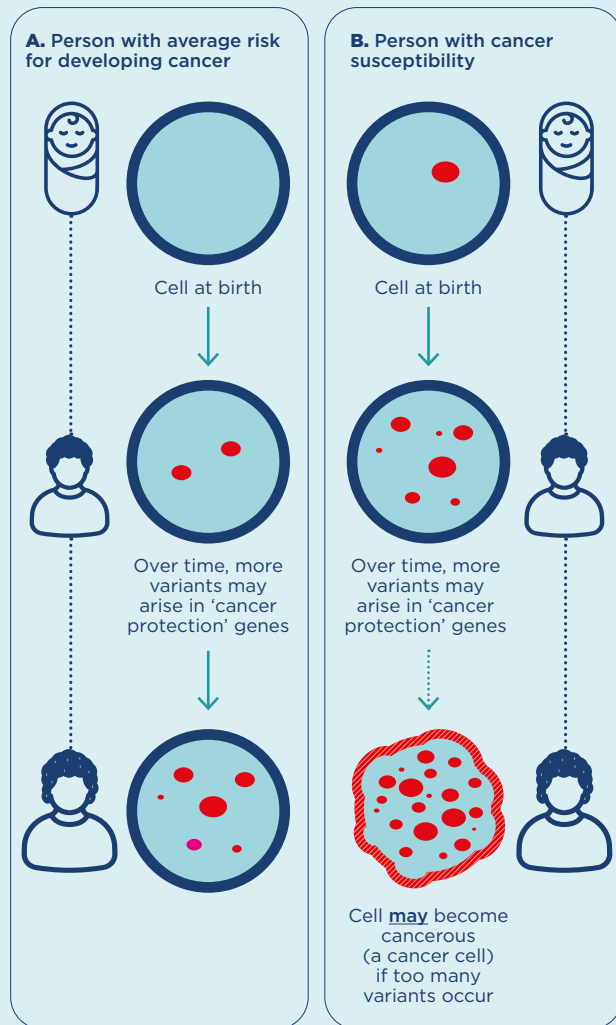 A. Person with average risk
for developing cancer
Cell at birth
Over time, more
variants may
arise in ‘cancer
protection’ genes
B. Person with cancer
susceptibility
Cell at birth
Over time, more
variants may
arise in ‘cancer
protection’ genes
Cell may become
cancerous
(a cancer cell)
if too many
variants occur